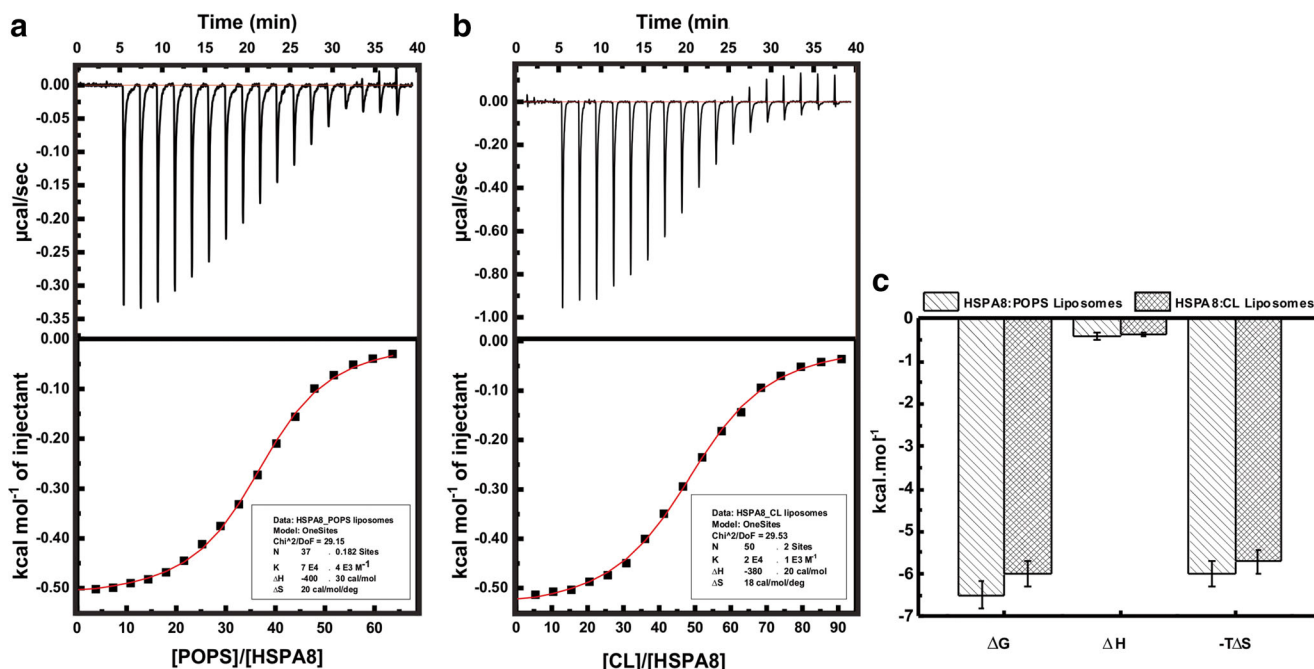 a
Time (min
0 5 10 15 20 25 30 35 40
0.00
-0.05
-0.10
-0.15
-0.20
-0.25
-0.30
-0.35
µcal/sec
0.00
-0.10
-0.20
-0.30
-0.40
-0.50
kcal mol-1 of injectant
Data: HSPA8_POPS liposomes
Model: OneSites
Chi^2/DoF = 29.15
N 37 . 0.182 Sites
K 7 E4 . 4 E3 M-1
ΔH -400 . 30 cal/mol
ΔS 20 cal/mol/deg
0 10 20 30 40 50 60
[POPS]/[HSPA8]
b
Time (min
0 5 10 15 20 25 30 35 40
0.00
-0.20
-0.40
-0.60
-0.80
-1.00
µcal/sec
0.00
-0.10
-0.20
-0.30
-0.40
-0.50
kcal mol-1 of injectant
Data: HSPA8_CL liposomes
Model: OneSites
Chi^2/DoF = 29.53
N 50 . 2 Sites
K 2 E4 . 1 E3 M-1
ΔH -380 . 20 cal/mol
ΔS 18 cal/mol/deg
0 10 20 30 40 50 60 70 80 90
[CL]/[HSPA8]
c
HSPA8:POPS Liposomes
HSPA8:CL Liposomes
0
-1
-2
-3
-4
-5
-6
-7
kcal.mol-1
ΔG ΔH -TΔS